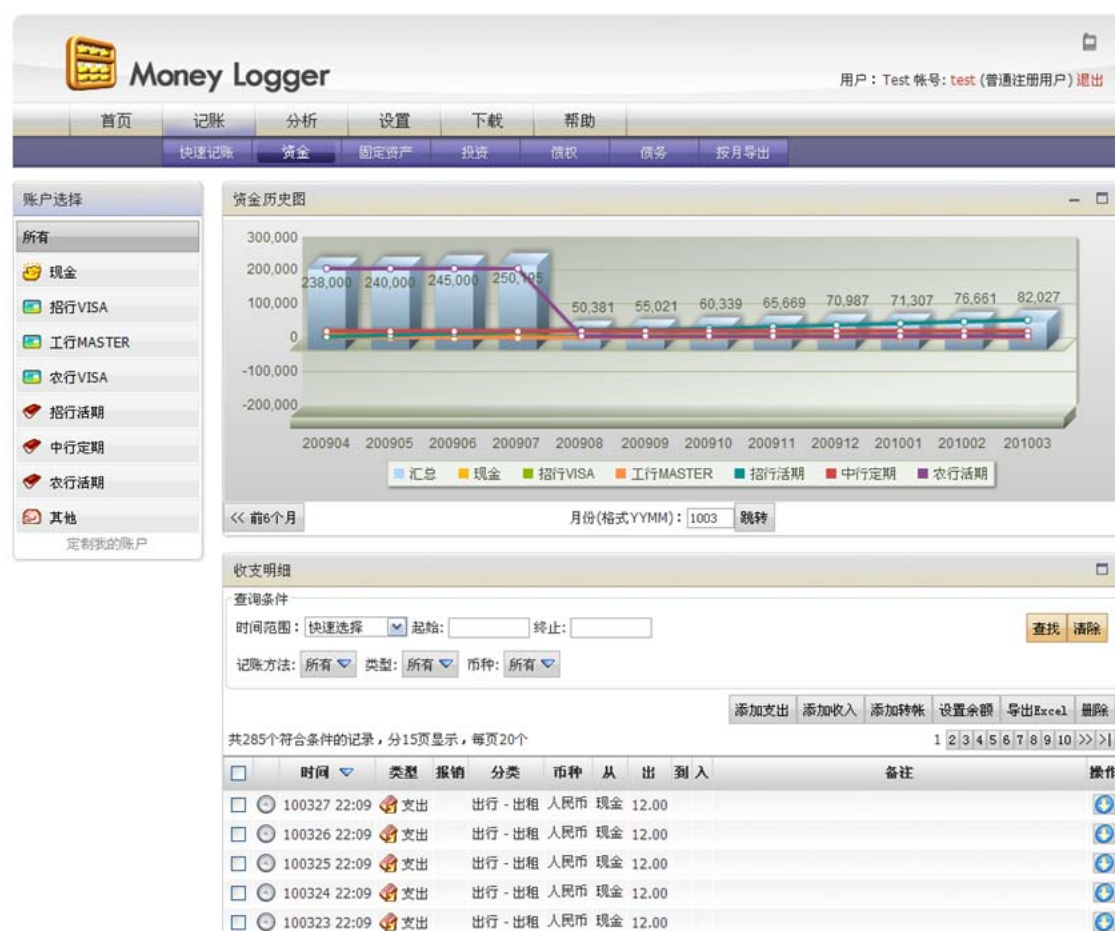 Money Logger
用户：Test 帐号: test (普通注册用户) 退出
首页 记账 分析 设置 下载 帮助
快速记账 资金 固定资产 投资 债权 债务 按月导出
账户选择
所有
现金
招行VISA
工行MASTER
农行VISA
招行活期
中行定期
农行活期
其他
定制我的账户
资金历史图
300,000
200,000
100,000
0
-100,000
-200,000
238,000 240,000 245,000 250,195 50,381 55,021 60,339 65,669 70,987 71,307 76,661 82,027
200904 200905 200906 200907 200908 200909 200910 200911 200912 201001 201002 201003
汇总 现金 招行VISA 工行MASTER 招行活期 中行定期 农行活期
<< 前6个月 月份(格式YYMM)：1003 跳转
收支明细
查询条件
时间范围：快速选择 起始: 终止: 查找 清除
记账方法: 所有 类型: 所有 币种: 所有
添加支出 添加收入 添加转帐 设置余额 导出Excel 删除
共285个符合条件的记录，分15页显示，每页20个 1 2 3 4 5 6 7 8 9 10 >> >|
时间 类型 报销 分类 币种 从 出 到 入 备注 操作
100327 22:09 支出 出行 - 出租 人民币 现金 12.00
100326 22:09 支出 出行 - 出租 人民币 现金 12.00
100325 22:09 支出 出行 - 出租 人民币 现金 12.00
100324 22:09 支出 出行 - 出租 人民币 现金 12.00
100323 22:09 支出 出行 - 出租 人民币 现金 12.00